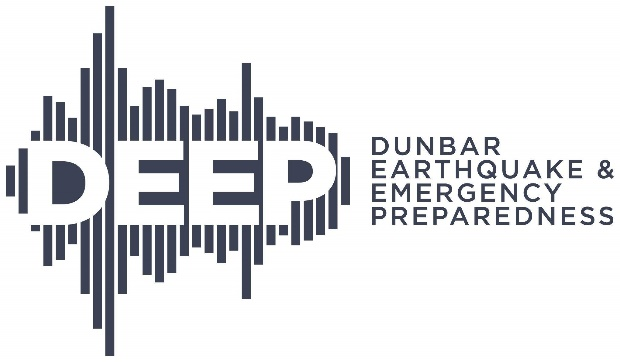 DEEP
DUNBAR
EARTHQUAKE &
EMERGENCY
PREPAREDNESS